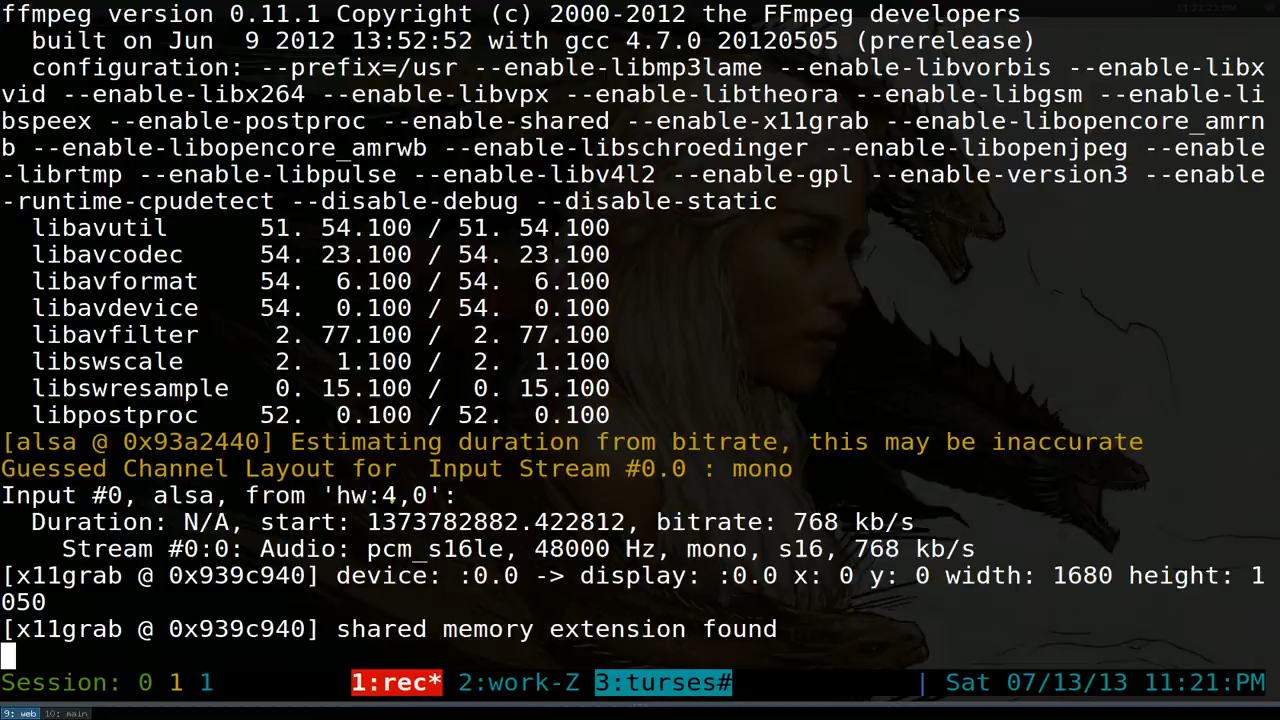 ffmpeg version 0.11.1 Copyright (c) 2000-2012 the FFmpeg developers
  built on Jun  9 2012 13:52:52 with gcc 4.7.0 20120505 (prerelease)
  configuration: --prefix=/usr --enable-libmp3lame --enable-libvorbis --enable-libx
vid --enable-libx264 --enable-libvpx --enable-libtheora --enable-libgsm --enable-li
bspeex --enable-postproc --enable-shared --enable-x11grab --enable-libopencore_amrn
b --enable-libopencore_amrwb --enable-libschroedinger --enable-libopenjpeg --enable
-librtmp --enable-libpulse --enable-libv4l2 --enable-gpl --enable-version3 --enable
-runtime-cpudetect --disable-debug --disable-static
  libavutil      51. 54.100 / 51. 54.100
  libavcodec     54. 23.100 / 54. 23.100
  libavformat    54.  6.100 / 54.  6.100
  libavdevice    54.  0.100 / 54.  0.100
  libavfilter     2. 77.100 /  2. 77.100
  libswscale      2.  1.100 /  2.  1.100
  libswresample   0. 15.100 /  0. 15.100
  libpostproc    52.  0.100 / 52.  0.100
[alsa @ 0x93a2440] Estimating duration from bitrate, this may be inaccurate
Guessed Channel Layout for  Input Stream #0.0 : mono
Input #0, alsa, from 'hw:4,0':
  Duration: N/A, start: 1373782882.422812, bitrate: 768 kb/s
    Stream #0:0: Audio: pcm_s16le, 48000 Hz, mono, s16, 768 kb/s
[x11grab @ 0x939c940] device: :0.0 -> display: :0.0 x: 0 y: 0 width: 1680 height: 1
050
[x11grab @ 0x939c940] shared memory extension found
Session: 0 1 1 1:rec* 2:work-Z 3:turses# | Sat 07/13/13 11:21:PM
9: web 10: main